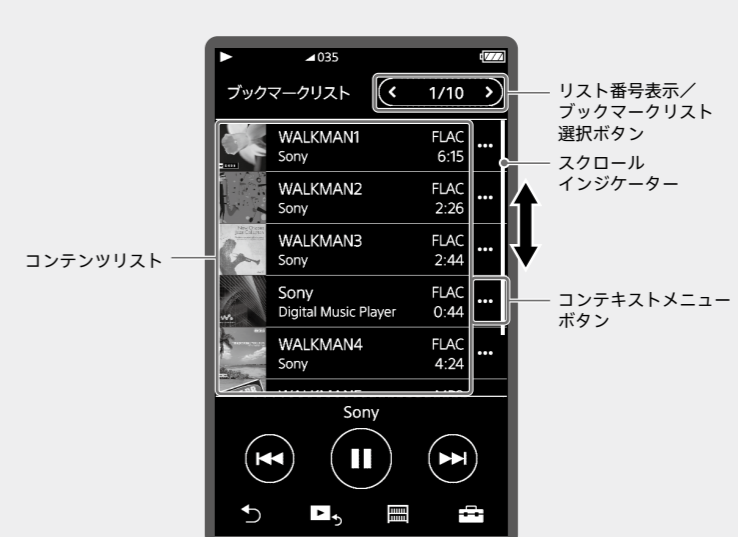 035
ブックマークリスト
1/10
リスト番号表示／
ブックマークリスト
選択ボタン
WALKMAN1
FLAC
Sony
6:15
スクロール
インジケーター
WALKMAN2
FLAC
Sony
2:26
コンテンツリスト
WALKMAN3
FLAC
Sony
2:44
Sony
FLAC
Digital Music Player
0:44
コンテキストメニュー
ボタン
WALKMAN4
FLAC
Sony
4:24
Sony